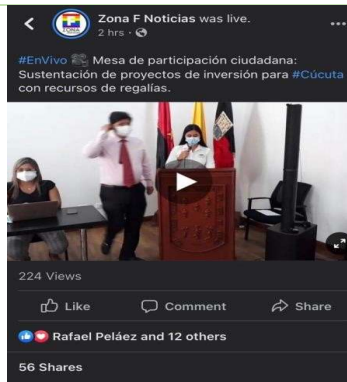 Zona F Noticias was live.
2 hrs ·
#EnVivo Mesa de participación ciudadana:
Sustentación de proyectos de inversión para #Cúcuta
con recursos de regalías.
224 Views
Like Comment Share
Rafael Peláez and 12 others
56 Shares